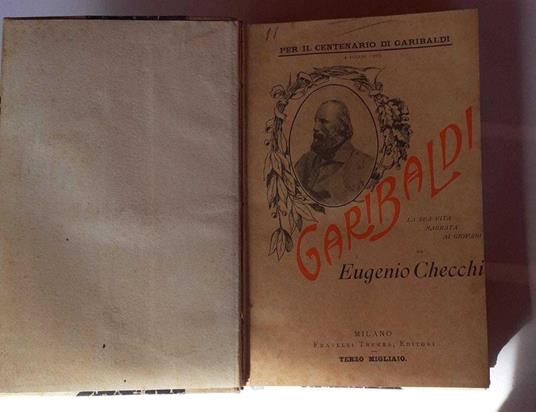 PER IL CENTENARIO DI GARIBALDI
GARIBALDI
LA SUA VITA
NARRATA
AI GIOVANI
DA
Eugenio Checchi
MILANO
FRATELLI TREVES, EDITORI
TERZO MIGLIAIO.